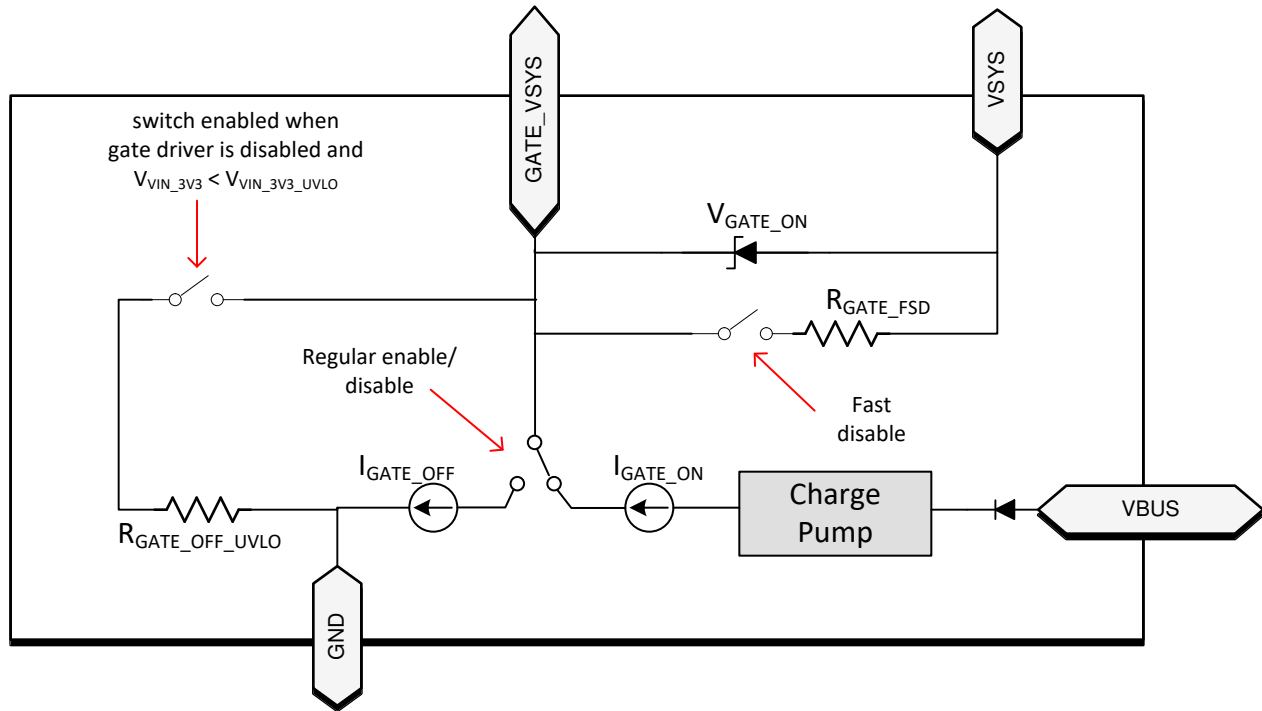 GATE_VSYS
VSYS
switch enabled when
gate driver is disabled and
VVIN_3V3 < VVIN_3V3_UVLO
VGATE_ON
RGATE_FSD
Regular enable/
disable
Fast
disable
IGATE_OFF
IGATE_ON
Charge
Pump
VBUS
RGATE_OFF_UVLO
GND